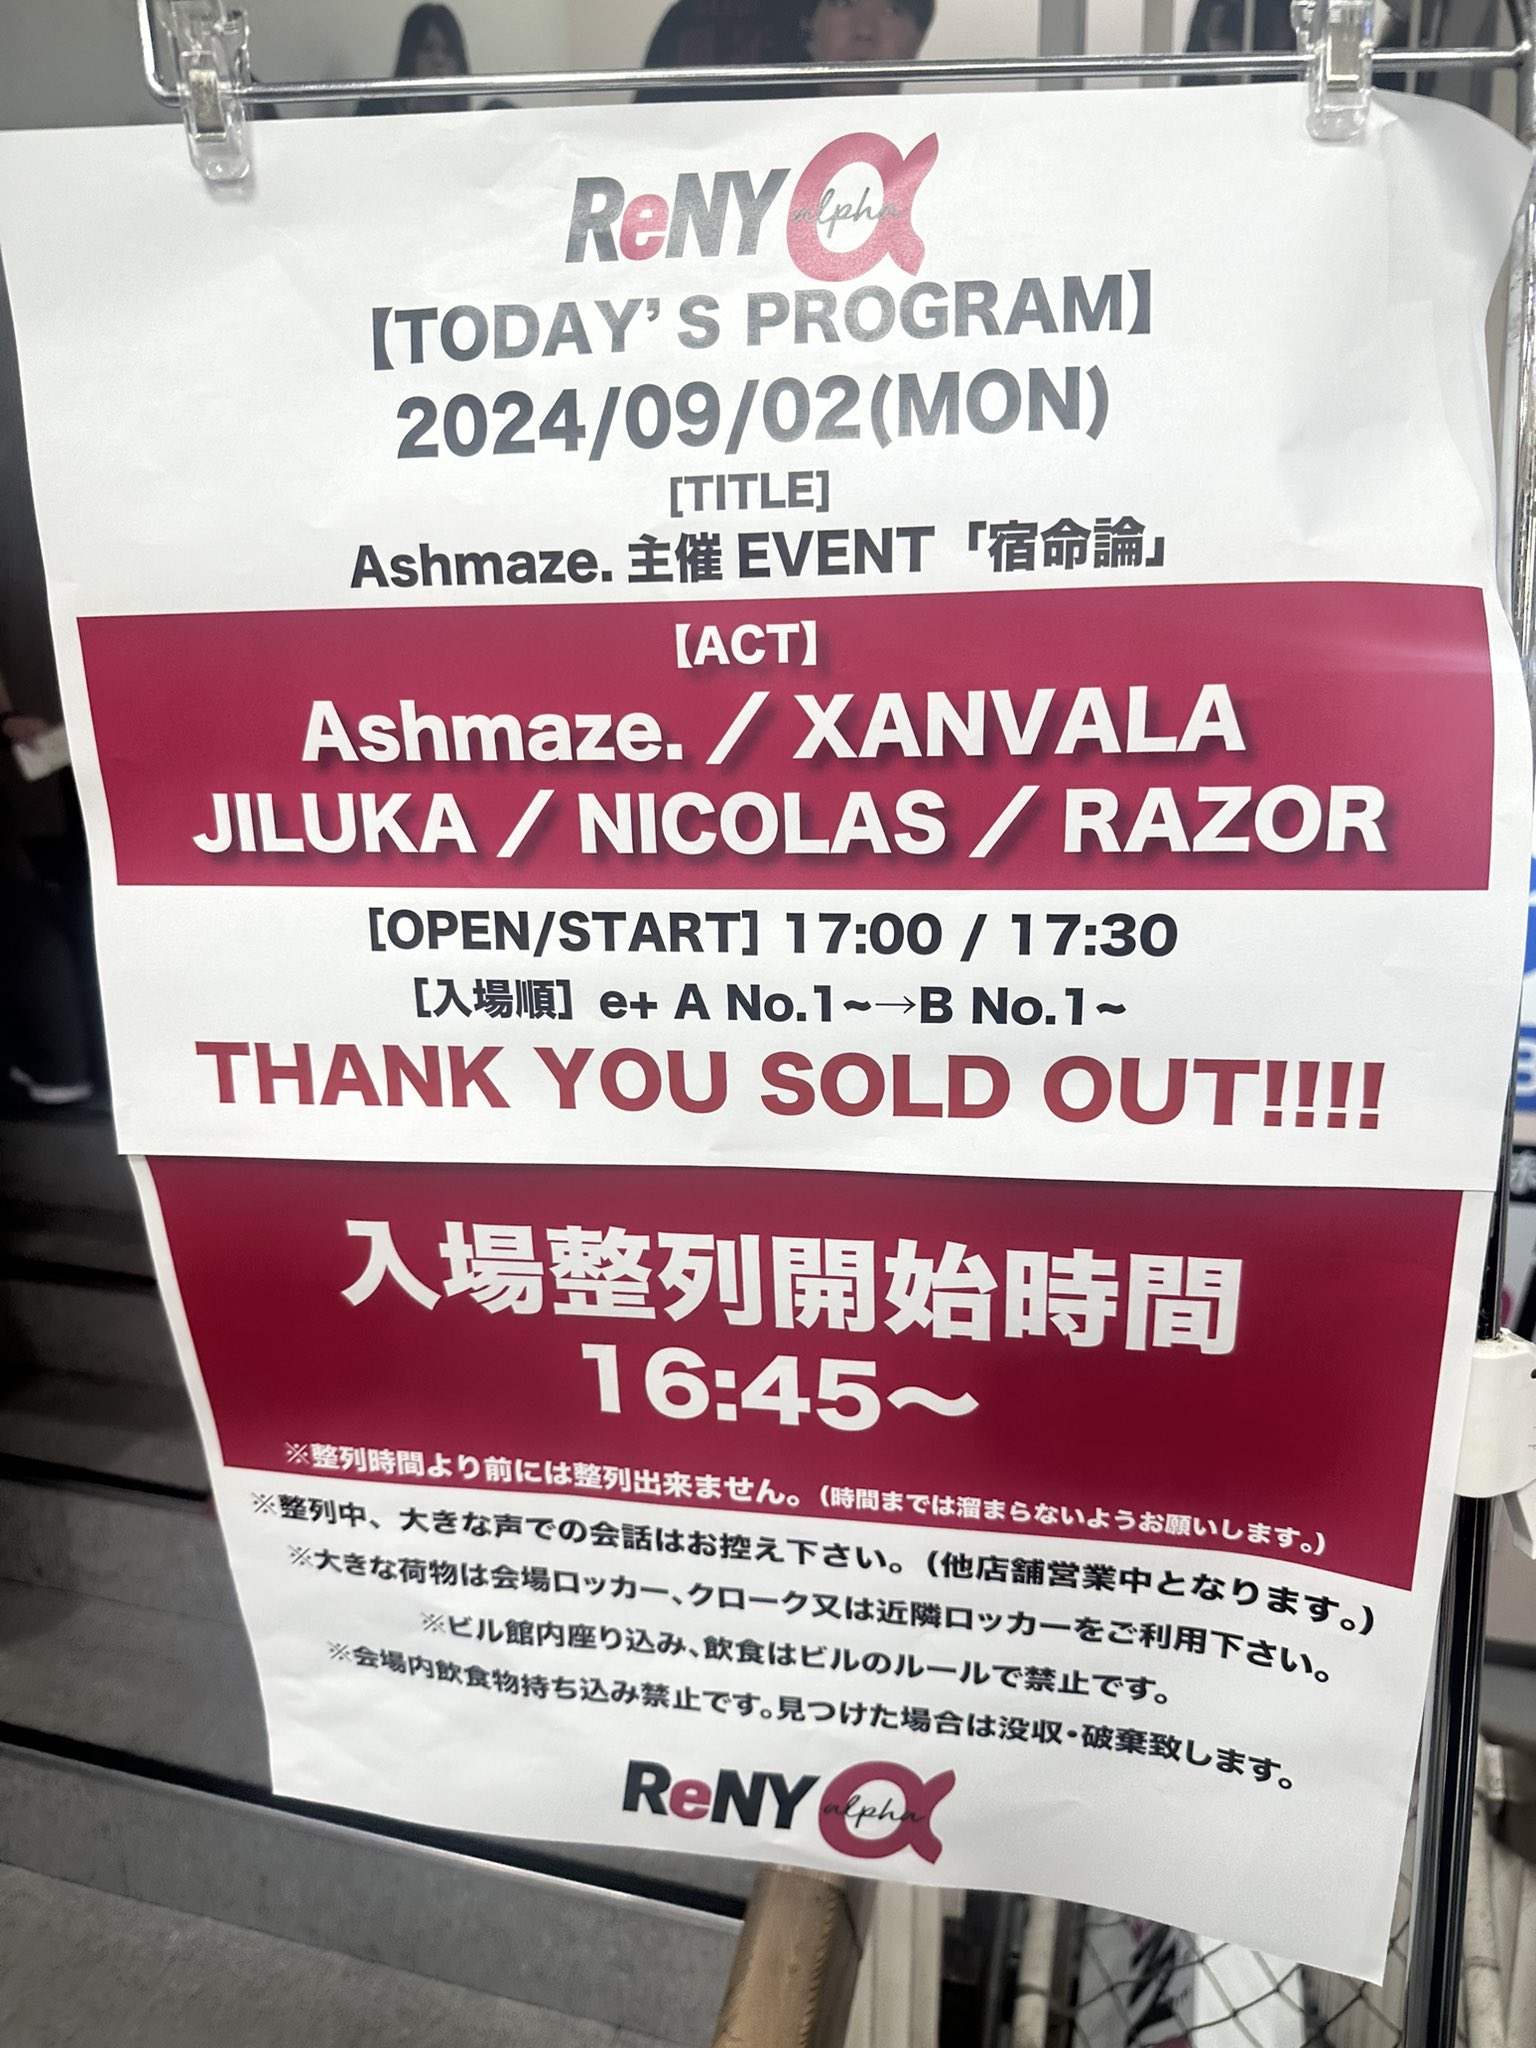 ReNY alpha
【TODAY’S PROGRAM】
2024/09/02(MON)
[TITLE]
Ashmaze. 主催 EVENT「宿命論」
【ACT】
Ashmaze. ／ XANVALA
JILUKA ／ NICOLAS ／ RAZOR
[OPEN/START] 17:00 / 17:30
[入場順] e+ A No.1~→B No.1~
THANK YOU SOLD OUT!!!!
入場整列開始時間
16:45〜
※整列時間より前には整列出来ません。(時間までは溜まらないようお願いします。)
※整列中、大きな声での会話はお控え下さい。(他店舗営業中となります。)
※大きな荷物は会場ロッカー、クローク又は近隣ロッカーをご利用下さい。
※ビル館内座り込み、飲食はビルのルールで禁止です。
※会場内飲食物持ち込み禁止です。見つけた場合は没収・破棄致します。
ReNY alpha